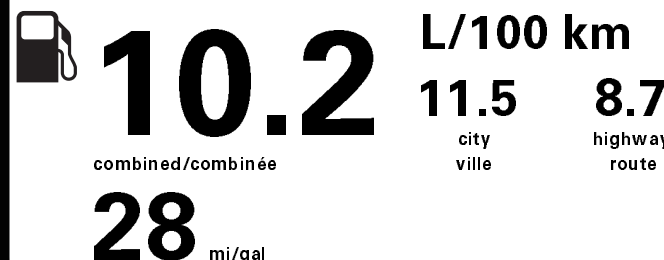 10.2 L/100 km
combined/combinée
11.5 8.7
city highway
ville route
28 mi/gal